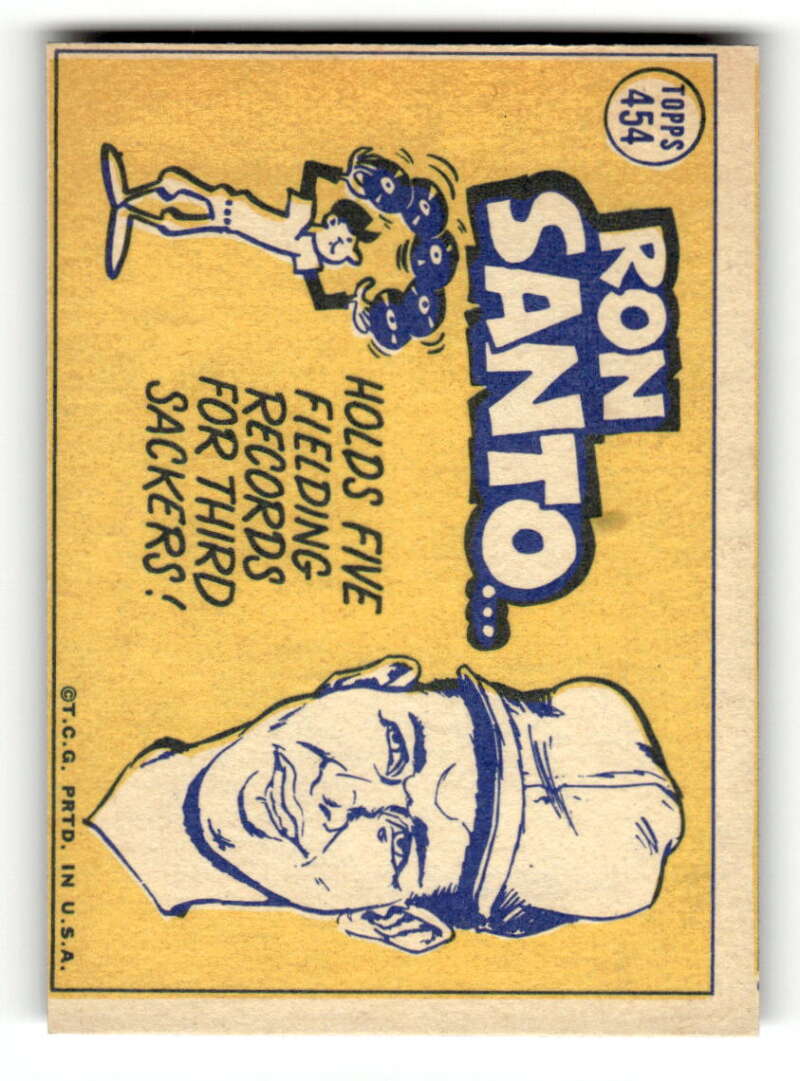 TOPPS
454
RON
SANTO...
HOLDS FIVE
FIELDING
RECORDS
FOR THIRD
SACKERS!
©T.C.G. PRTD. IN U.S.A.